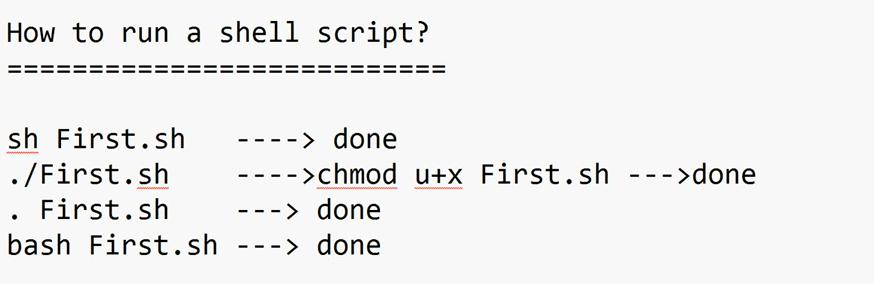 How to run a shell script?
===========================
sh First.sh ----> done
./First.sh ---->chmod u+x First.sh --->done
. First.sh ---> done
bash First.sh ---> done